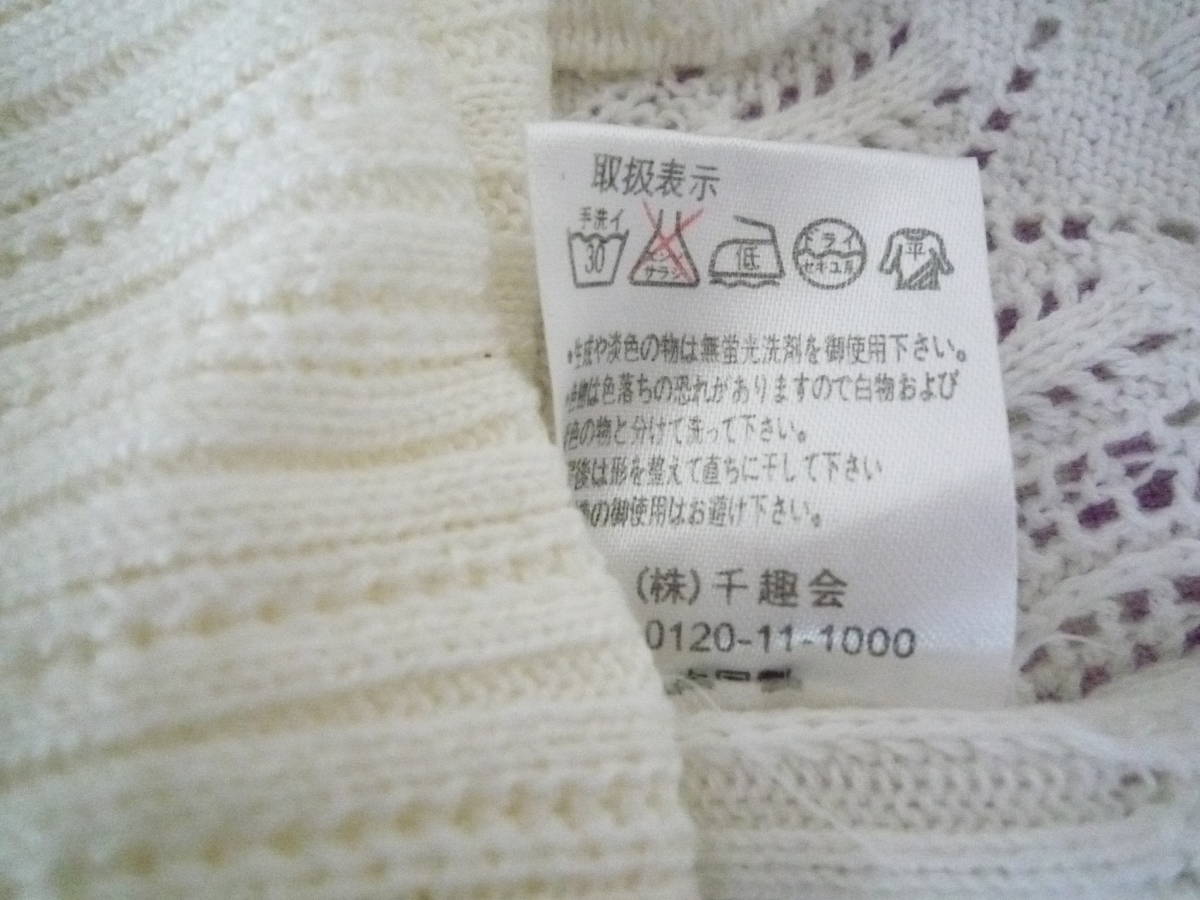 取扱表示
手洗イ
30
サラシ
低
ドライ
セキユ系
平
・生成や淡色の物は無蛍光洗剤を御使用下さい。
色物は色落ちの恐れがありますので白物および
色の物と分けて洗って下さい。
後は形を整えて直ちに干して下さい
の御使用はお避け下さい。
(株)千趣会
0120-11-1000